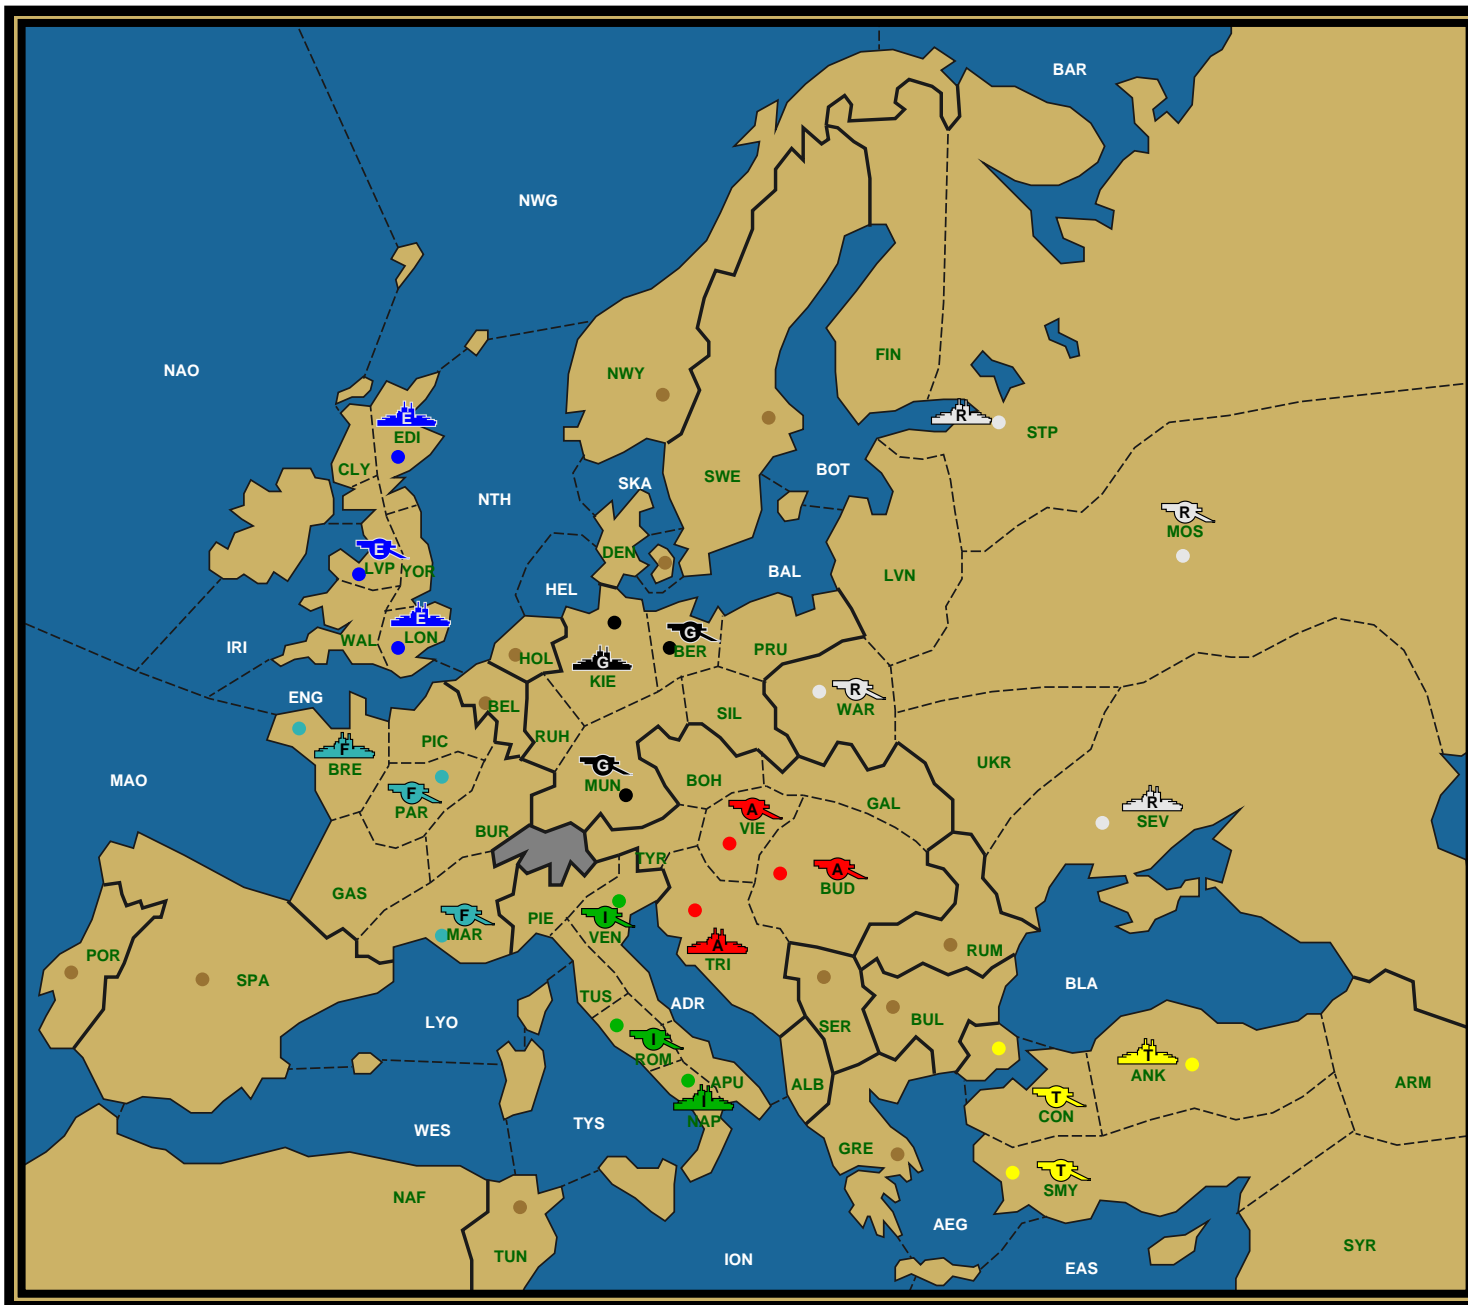 BAR
NWG
NAO
FIN
NWY
E
EDI
R
STP
CLY
SKA
BOT
SWE
NTH
R
MOS
DEN
E
LVP
YOR
HEL
BAL
LVN
E
LON
WAL
IRI
G
BER
PRU
HOL
G
KIE
ENG
R
WAR
BEL
SIL
PIC
RUH
F
BRE
UKR
G
MUN
BOH
MAO
F
PAR
A
VIE
GAL
R
SEV
BUR
TYR
A
BUD
GAS
F
MAR
PIE
I
VEN
A
TRI
RUM
POR
SPA
BLA
TUS
ADR
LYO
SER
BUL
I
ROM
T
ANK
APU
ALB
ARM
I
NAP
T
CON
TYS
WES
GRE
T
SMY
NAF
AEG
SYR
TUN
ION
EAS